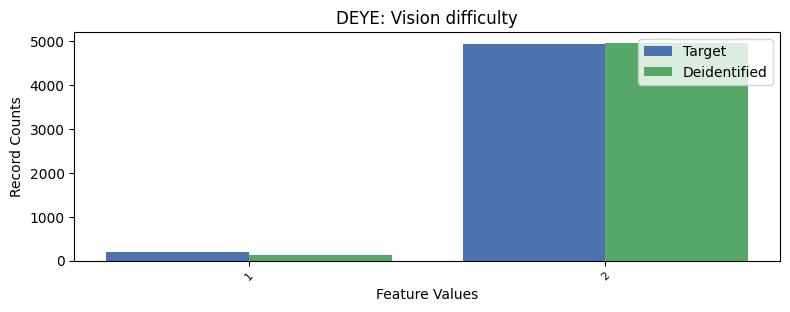 DEYE: Vision difficulty
Record Counts
5000
4000
3000
2000
1000
0
Target
Deidentified
1
2
Feature Values